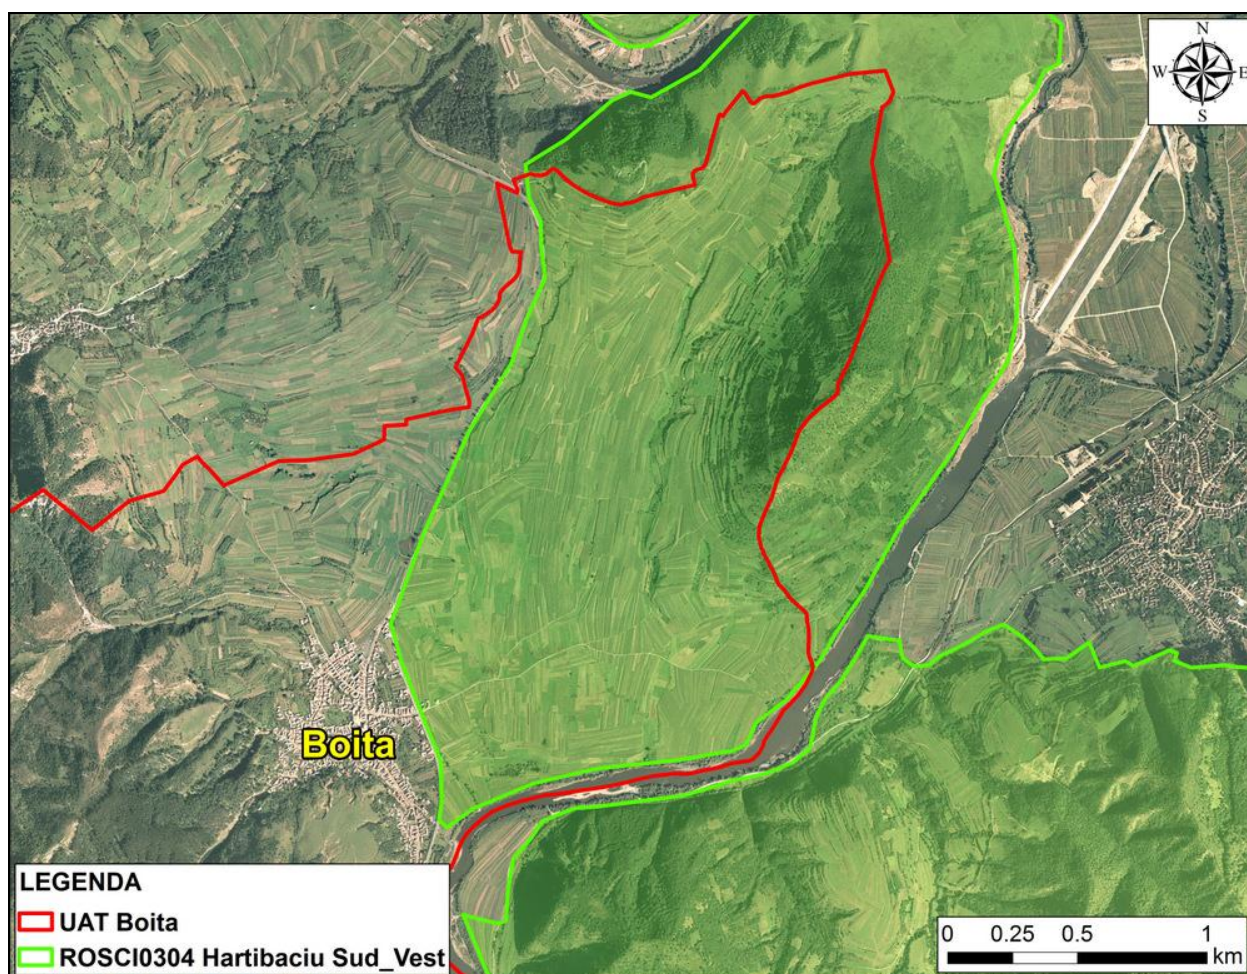 N
W E
S
Boita
LEGENDA
UAT Boita
ROSCI0304 Hartibaciu Sud_Vest
0 0.25 0.5 1
km